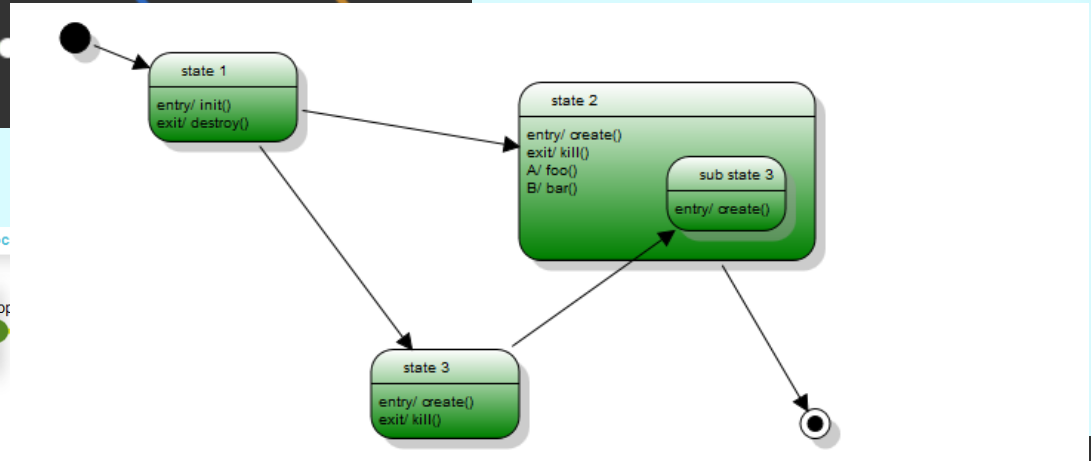 state 1
entry/ init()
exit/ destroy()
state 2
entry/ create()
exit/ kill()
A/ foo()
B/ bar()
sub state 3
entry/ create()
state 3
entry/ create()
exit/ kill()